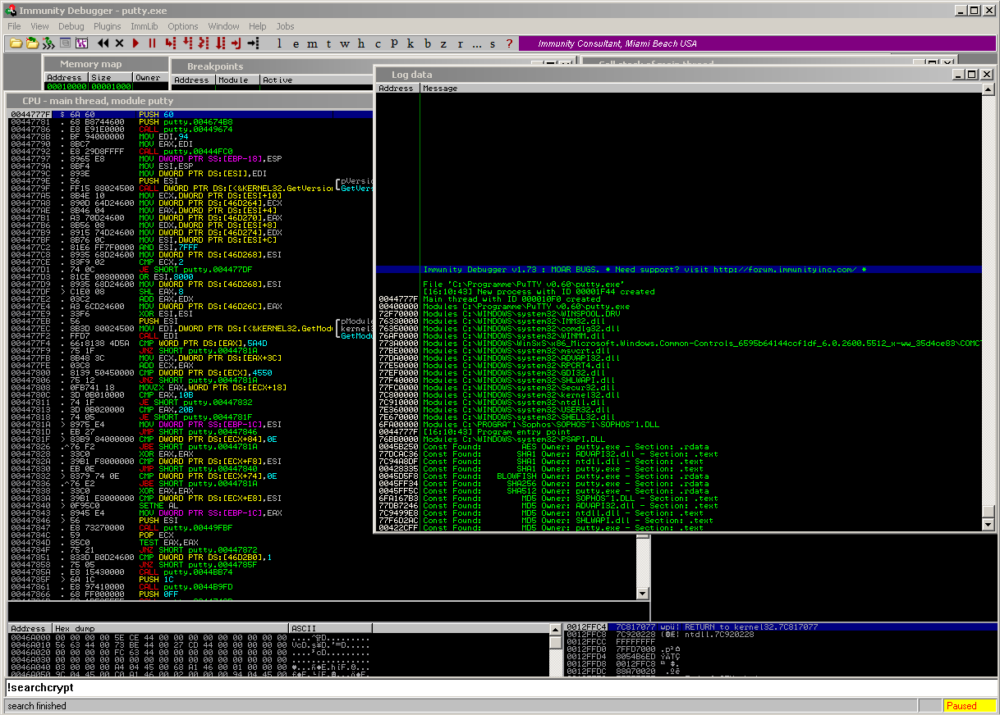 Immunity Debugger - putty.exe
File View Debug Plugins ImmLib Options Window Help Jobs
l e m t w h c P k b z r ... s ?
Immunity Consultant, Miami Beach USA
Memory map
Address Size Owner
00010000 00001000
Breakpoints
Address Module Active
CPU - main thread, module putty
0044777F $ 6A 60 PUSH 60
00447781 . 68 B8744600 PUSH putty.004674B8
00447786 . E8 E91E0000 CALL putty.00449674
0044778B . BF 94000000 MOV EDI,94
00447790 . 8BC7 MOV EAX,EDI
00447792 . E8 29D8FFFF CALL putty.00444FC0
00447797 . 8965 E8 MOV DWORD PTR SS:[EBP-18],ESP
0044779A . 8BF4 MOV ESI,ESP
0044779C . 893E MOV DWORD PTR DS:[ESI],EDI
0044779E . 56 PUSH ESI
0044779F . FF15 88024500 CALL DWORD PTR DS:[<&KERNEL32.GetVersion
004477A5 . 8B4E 10 MOV ECX,DWORD PTR DS:[ESI+10]
004477A8 . 890D 64D24600 MOV DWORD PTR DS:[46D264],ECX
004477AE . 8B46 04 MOV EAX,DWORD PTR DS:[ESI+4]
004477B1 . A3 70D24600 MOV DWORD PTR DS:[46D270],EAX
004477B6 . 8B56 08 MOV EDX,DWORD PTR DS:[ESI+8]
004477B9 . 8915 74D24600 MOV DWORD PTR DS:[46D274],EDX
004477BF . 8B76 0C MOV ESI,DWORD PTR DS:[ESI+C]
004477C2 . 81E6 FF7F0000 AND ESI,7FFF
004477C8 . 8935 68D24600 MOV DWORD PTR DS:[46D268],ESI
004477CE . 83F9 02 CMP ECX,2
004477D1 . 74 0C JE SHORT putty.004477DF
004477D3 . 81CE 00800000 OR ESI,8000
004477D9 . 8935 68D24600 MOV DWORD PTR DS:[46D268],ESI
004477DF > C1E0 08 SHL EAX,8
004477E2 . 03C2 ADD EAX,EDX
004477E4 . A3 6CD24600 MOV DWORD PTR DS:[46D26C],EAX
004477E9 . 33F6 XOR ESI,ESI
004477EB . 56 PUSH ESI
004477EC . 8B3D 80024500 MOV EDI,DWORD PTR DS:[<&KERNEL32.GetModu
004477F2 . FFD7 CALL EDI
004477F4 . 66:8138 4D5A CMP WORD PTR DS:[EAX],5A4D
004477F9 . 75 1F JNZ SHORT putty.0044781A
004477FB . 8B48 3C MOV ECX,DWORD PTR DS:[EAX+3C]
004477FE . 03C8 ADD ECX,EAX
00447800 . 8139 50450000 CMP DWORD PTR DS:[ECX],4550
00447806 . 75 12 JNZ SHORT putty.0044781A
00447808 . 0FB741 18 MOVZX EAX,WORD PTR DS:[ECX+18]
0044780C . 3D 0B010000 CMP EAX,10B
00447811 . 74 1F JE SHORT putty.00447832
00447813 . 3D 0B020000 CMP EAX,20B
00447818 . 74 05 JE SHORT putty.0044781F
0044781A > 8975 E4 MOV DWORD PTR SS:[EBP-1C],ESI
0044781D . EB 27 JMP SHORT putty.00447846
0044781F > 83B9 84000000 CMP DWORD PTR DS:[ECX+84],0E
00447826 .^76 F2 JBE SHORT putty.0044781A
00447828 . 33C0 XOR EAX,EAX
0044782A . 39B1 F8000000 CMP DWORD PTR DS:[ECX+F8],ESI
00447830 . EB 0E JMP SHORT putty.00447840
00447832 > 8379 74 0E CMP DWORD PTR DS:[ECX+74],0E
00447836 .^76 E2 JBE SHORT putty.0044781A
00447838 . 33C0 XOR EAX,EAX
0044783A . 39B1 E8000000 CMP DWORD PTR DS:[ECX+E8],ESI
00447840 > 0F95C0 SETNE AL
00447843 . 8945 E4 MOV DWORD PTR SS:[EBP-1C],EAX
00447846 > 56 PUSH ESI
00447847 . E8 73270000 CALL putty.00449FBF
0044784C . 59 POP ECX
0044784D . 85C0 TEST EAX,EAX
0044784F . 75 21 JNZ SHORT putty.00447872
00447851 . 833D B0D24600 CMP DWORD PTR DS:[46D2B0],1
00447858 . 75 05 JNZ SHORT putty.0044785F
0044785A . E8 15430000 CALL putty.0044BB74
0044785F > 6A 1C PUSH 1C
00447861 . E8 97410000 CALL putty.0044B9FD
00447866 . 68 FF000000 PUSH 0FF
Log data
Address Message
Immunity Debugger v1.73 : MOAR BUGS. * Need support? visit http://forum.immunityinc.com/ *
File 'C:\Programme\PuTTY v0.60\putty.exe'
[16:10:43] New process with ID 00001F44 created
0044777F Main thread with ID 000010F0 created
00400000 Modules C:\Programme\PuTTY v0.60\putty.exe
72F70000 Modules C:\WINDOWS\system32\WINSPOOL.DRV
76330000 Modules C:\WINDOWS\system32\IMM32.dll
76350000 Modules C:\WINDOWS\system32\comdlg32.dll
76AF0000 Modules C:\WINDOWS\system32\WINMM.dll
773A0000 Modules C:\WINDOWS\WinSxS\x86_Microsoft.Windows.Common-Controls_6595b64144ccf1df_6.0.2600.5512_x-ww_35d4ce83\COMCT
77BE0000 Modules C:\WINDOWS\system32\msvcrt.dll
77DA0000 Modules C:\WINDOWS\system32\ADVAPI32.dll
77E50000 Modules C:\WINDOWS\system32\RPCRT4.dll
77EF0000 Modules C:\WINDOWS\system32\GDI32.dll
77F40000 Modules C:\WINDOWS\system32\SHLWAPI.dll
77FC0000 Modules C:\WINDOWS\system32\Secur32.dll
7C800000 Modules C:\WINDOWS\system32\kernel32.dll
7C910000 Modules C:\WINDOWS\system32\ntdll.dll
7E360000 Modules C:\WINDOWS\system32\USER32.dll
7E670000 Modules C:\WINDOWS\system32\SHELL32.dll
6FA00000 Modules C:\PROGRA~1\Sophos\SOPHOS~1\SOPHOS~1.DLL
0044777F [16:10:43] Program entry point
76BB0000 Modules C:\WINDOWS\system32\PSAPI.DLL
0045B250 Const Found: AES Owner: putty.exe - Section: .rdata
77DCAC36 Const Found: SHA1 Owner: ADVAPI32.dll - Section: .text
7C94A8DF Const Found: SHA1 Owner: ntdll.dll - Section: .text
00428385 Const Found: SHA1 Owner: putty.exe - Section: .text
0045D5F8 Const Found: BLOWFISH Owner: putty.exe - Section: .rdata
0045FF34 Const Found: SHA256 Owner: putty.exe - Section: .rdata
0045FF5C Const Found: SHA512 Owner: putty.exe - Section: .rdata
6FA167B3 Const Found: MD5 Owner: SOPHOS~1.DLL - Section: .text
77DB7246 Const Found: MD5 Owner: ADVAPI32.dll - Section: .text
7C9499E8 Const Found: MD5 Owner: ntdll.dll - Section: .text
77F6D2AC Const Found: MD5 Owner: SHLWAPI.dll - Section: .text
00422CFF Const Found: MD5 Owner: putty.exe - Section: .text
Address Hex dump ASCII
0046A000 00 00 00 00 5E CE 44 00 00 00 00 00 00 00 00 00
0046A010 56 63 44 00 73 BE 44 00 27 CD 44 00 00 00 00 00
0046A020 00 00 00 00 FC 63 44 00 00 00 00 00 00 00 00 00
0046A030 00 00 00 00 00 00 00 00 00 00 00 00 00 00 00 00
0046A040 03 00 00 00 A4 04 45 00 68 A1 46 00 01 00 00 00
0012FFC4 7C817077 RETURN to kernel32.7C817077
0012FFC8 7C920228 ntdll.7C920228
0012FFCC FFFFFFFF
0012FFD0 7FFD7000
0012FFD4 8054B6ED
0012FFD8 0012FFC8
0012FFDC 88A70020
!searchcrypt
search finished
Paused